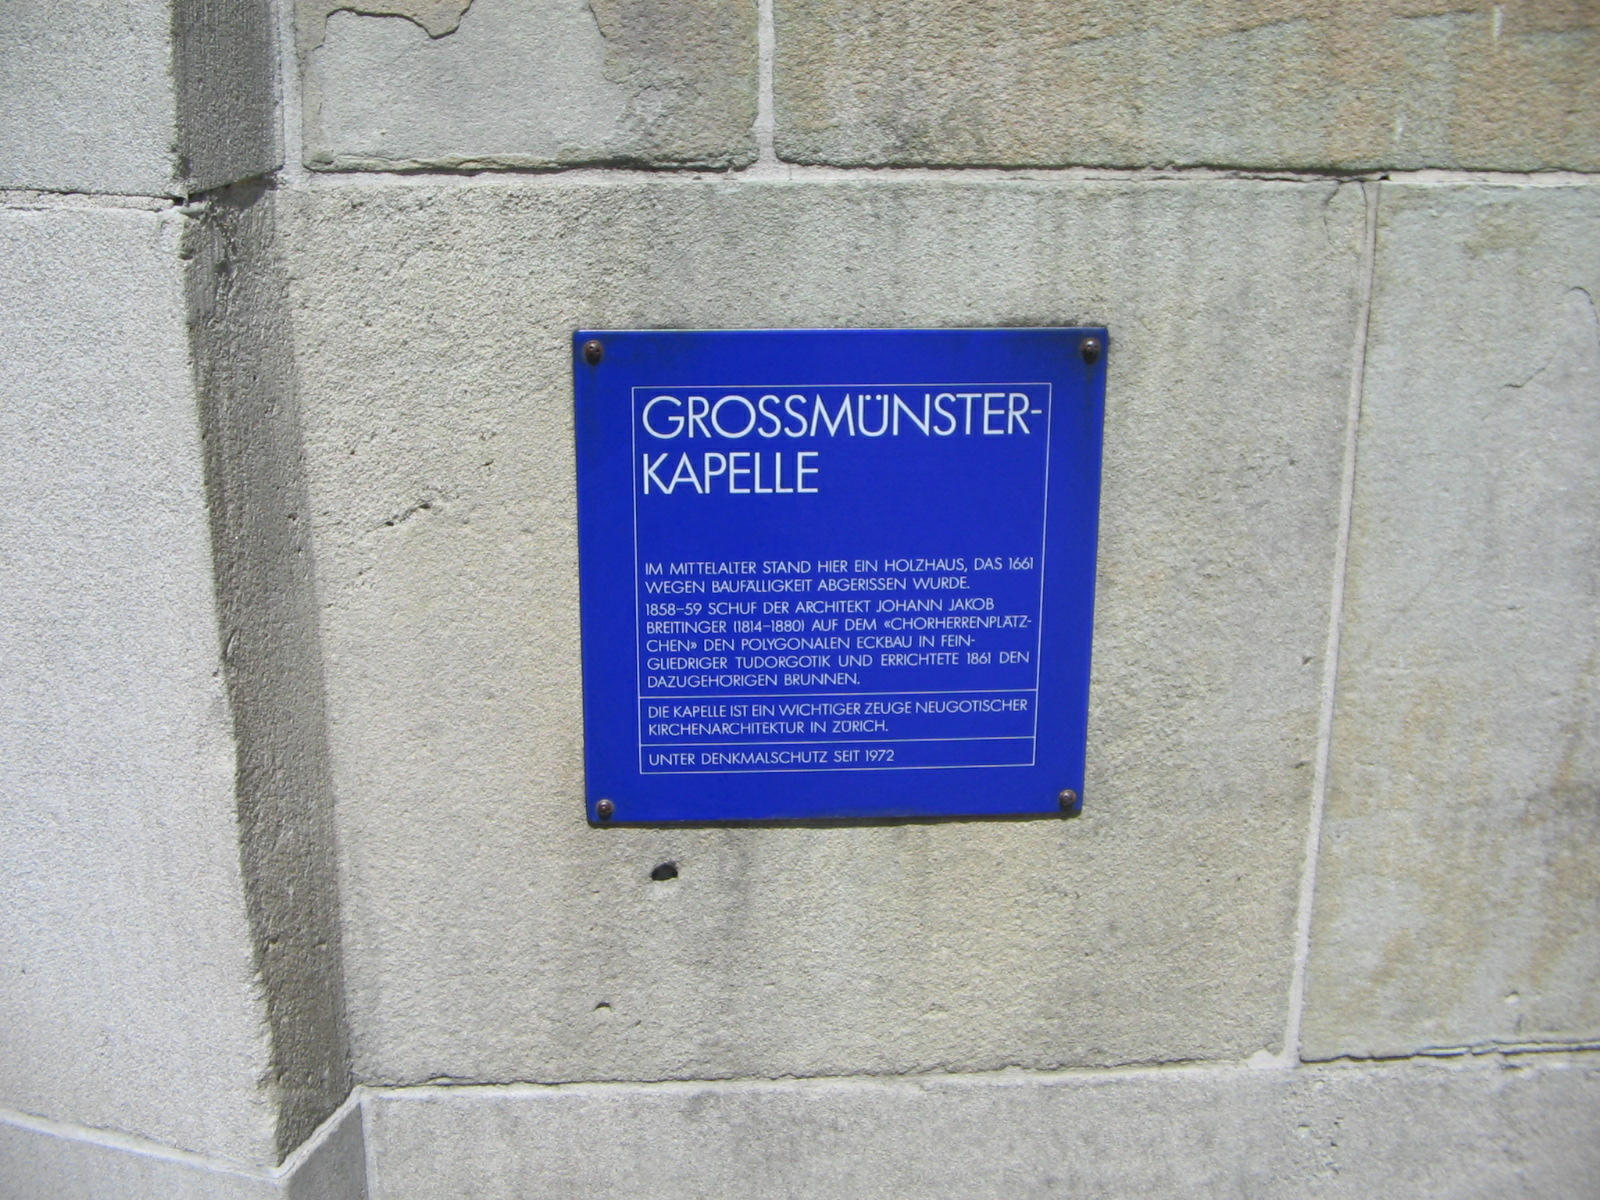 GROSSMÜNSTER-
KAPELLE
IM MITTELALTER STAND HIER EIN HOLZHAUS, DAS 1661
WEGEN BAUFÄLLIGKEIT ABGERISSEN WURDE.
1858–59 SCHUF DER ARCHITEKT JOHANN JAKOB
BREITINGER (1814–1880) AUF DEM «CHORHERRENPLÄTZ-
CHEN» DEN POLYGONALEN ECKBAU IN FEIN-
GLIEDRIGER TUDORGOTIK UND ERRICHTETE 1861 DEN
DAZUGEHÖRIGEN BRUNNEN.
DIE KAPELLE IST EIN WICHTIGER ZEUGE NEUGOTISCHER
KIRCHENARCHITEKTUR IN ZÜRICH.
UNTER DENKMALSCHUTZ SEIT 1972